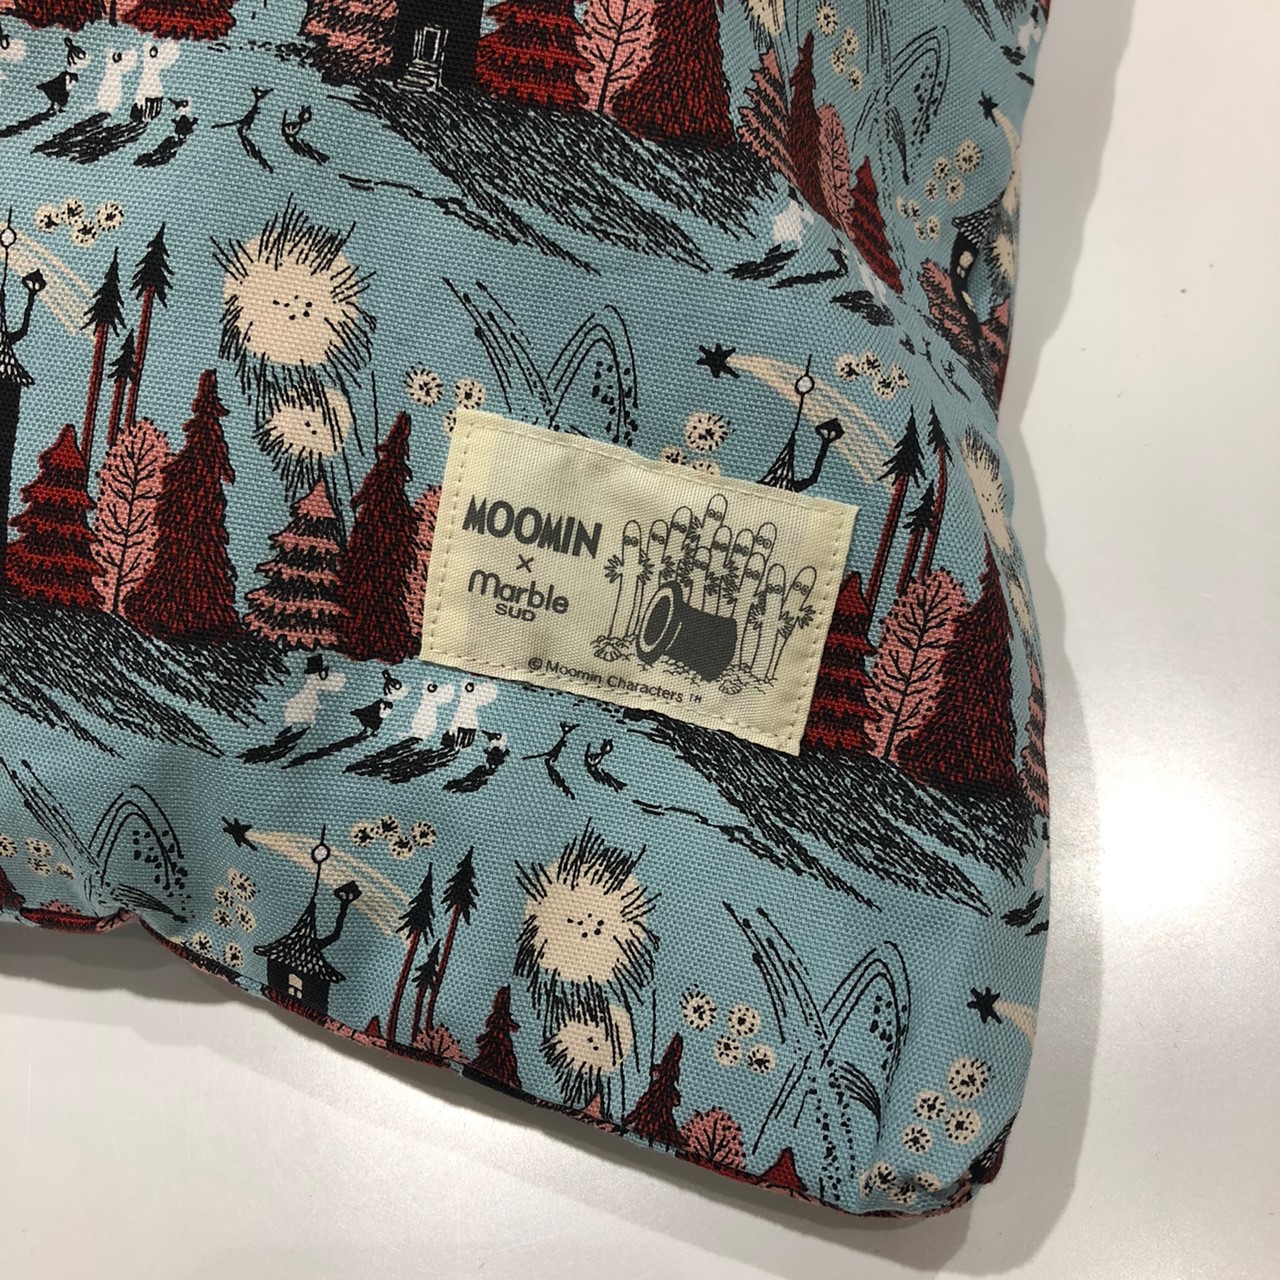 MOOMIN
×
marble
SUD
© Moomin Characters ™